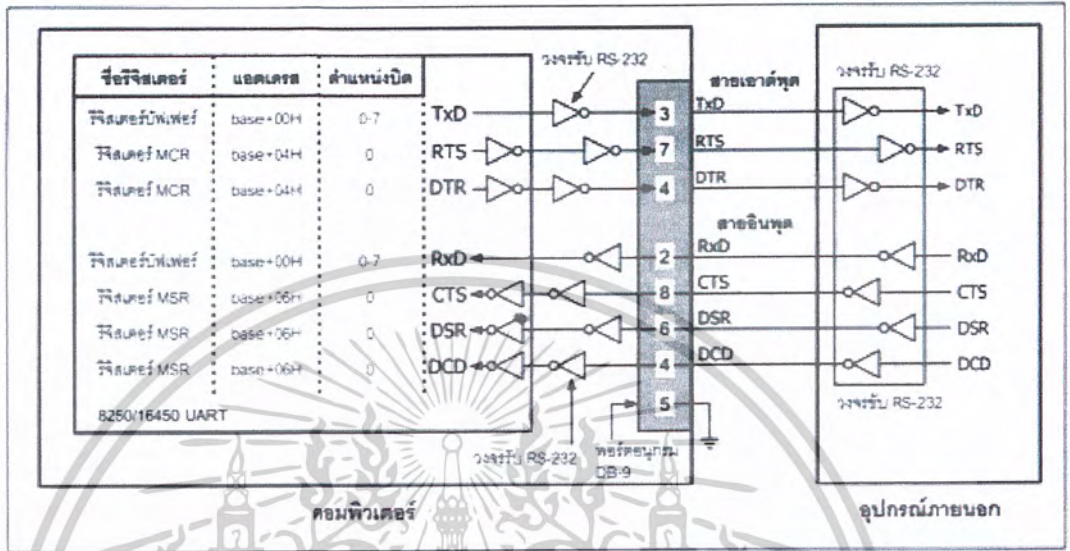 วงจรรับ RS-232
ชื่อรีจิสเตอร์ แอดเดรส ตำแหน่งบิต
รีจิสเตอร์บัฟเฟอร์ base+00H 0-7 TxD 3 TxD
รีจิสเตอร์ MCR base+04H 0 RTS 7 RTS
รีจิสเตอร์ MCR base+04H 0 DTR 4 DTR
รีจิสเตอร์บัฟเฟอร์ base+00H 0-7 RxD 2 RxD
รีจิสเตอร์ MSR base+06H 0 CTS 8 CTS
รีจิสเตอร์ MSR base+06H 0 DSR 6 DSR
รีจิสเตอร์ MSR base+06H 0 DCD 4 DCD
5
8250/16450 UART
วงจรรับ RS-232
พอร์ตอนุกรม
DB-9
คอมพิวเตอร์
สายเอาต์พุต
สายอินพุต
วงจรรับ RS-232
TxD
RTS
DTR
RxD
CTS
DSR
DCD
วงจรรับ RS-232
อุปกรณ์ภายนอก